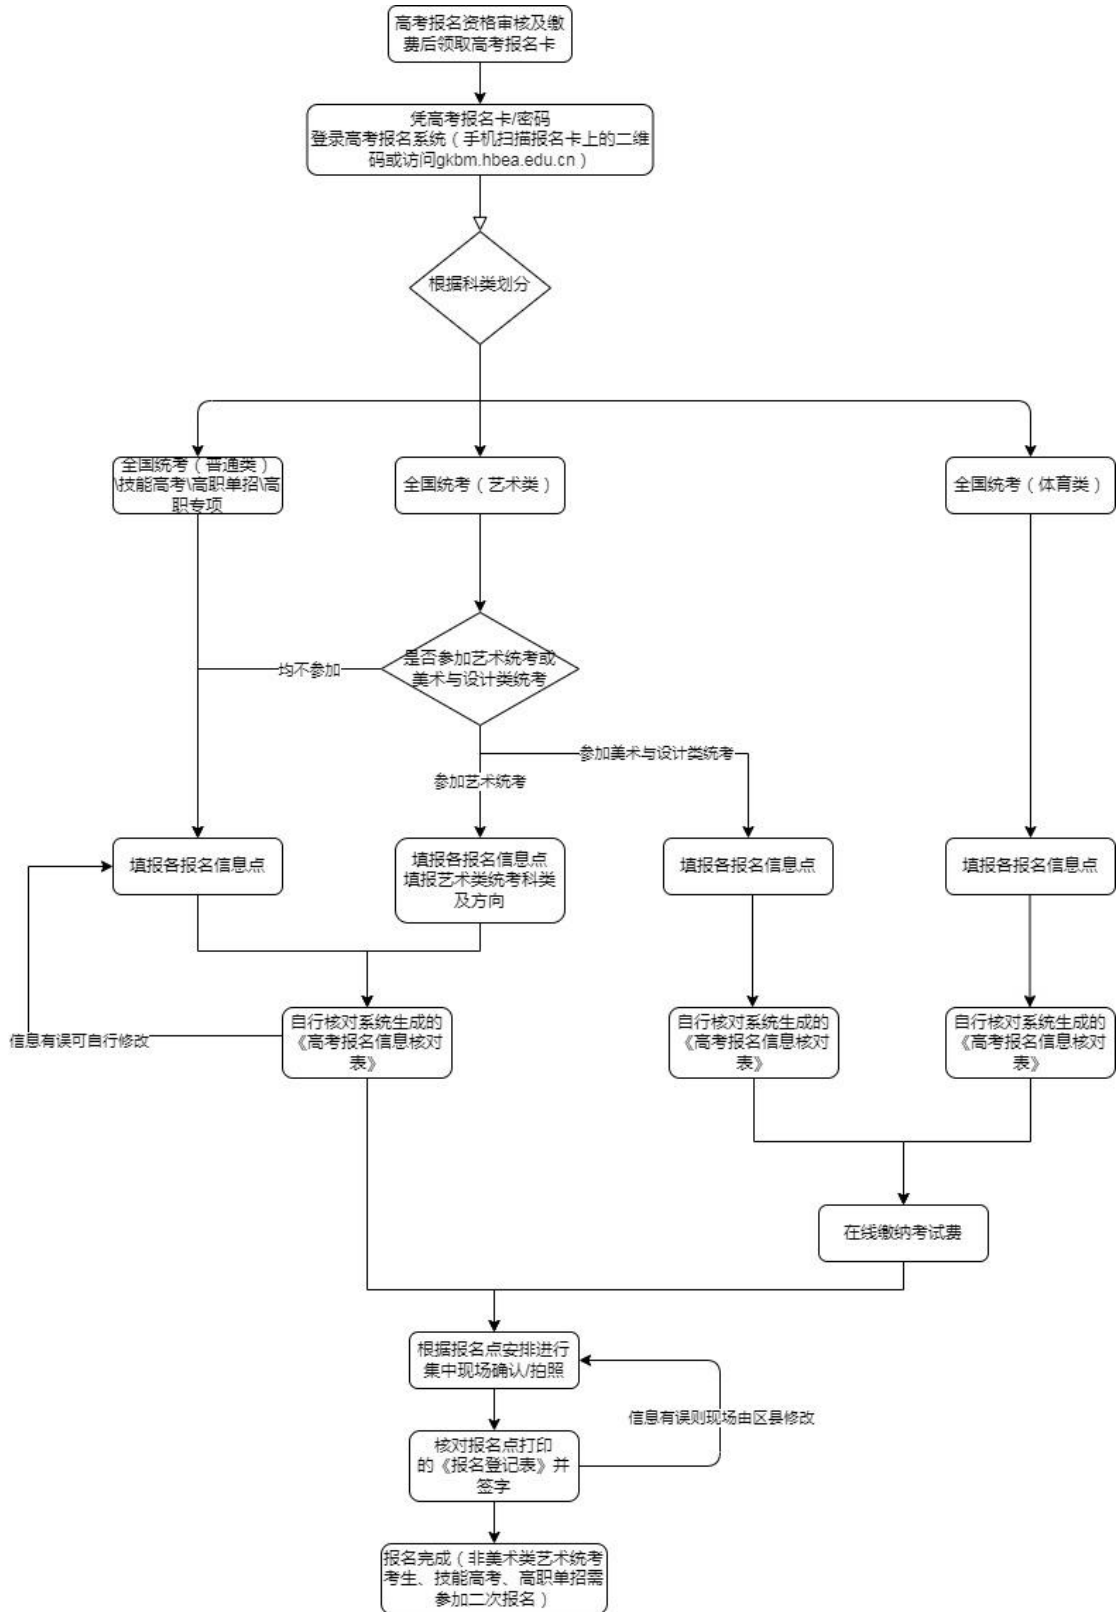 高考报名资格审核及缴
费后领取高考报名卡
凭高考报名卡/密码
登录高考报名系统（手机扫描报名卡上的二维
码或访问gkbm.hbea.edu.cn）
根据科类划分
全国统考（普通类）
\技能高考\高职单招\高
职专项
全国统考（艺术类）
全国统考（体育类）
是否参加艺术统考或
美术与设计类统考
均不参加
参加美术与设计类统考
参加艺术统考
填报各报名信息点
填报各报名信息点
填报艺术类统考科类
及方向
填报各报名信息点
填报各报名信息点
信息有误可自行修改
自行核对系统生成的
《高考报名信息核对
表》
自行核对系统生成的
《高考报名信息核对
表》
自行核对系统生成的
《高考报名信息核对
表》
在线缴纳考试费
根据报名点安排进行
集中现场确认/拍照
信息有误则现场由区县修改
核对报名点打印
的《报名登记表》并
签字
报名完成（非美术类艺术统考
考生、技能高考、高职单招需
参加二次报名）